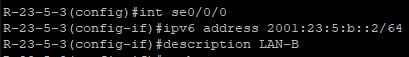 R-23-5-3(config)#int se0/0/0
R-23-5-3(config-if)#ipv6 address 2001:23:5:b::2/64
R-23-5-3(config-if)#description LAN-B